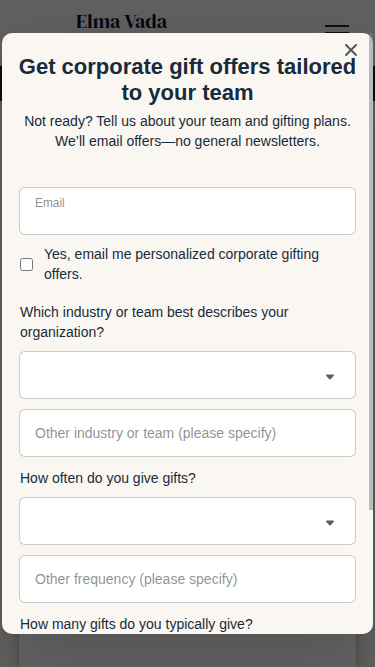 Elma Vada
Get corporate gift offers tailored
to your team
Not ready? Tell us about your team and gifting plans.
We’ll email offers—no general newsletters.
Email
Yes, email me personalized corporate gifting
offers.
Which industry or team best describes your
organization?
Other industry or team (please specify)
How often do you give gifts?
Other frequency (please specify)
How many gifts do you typically give?